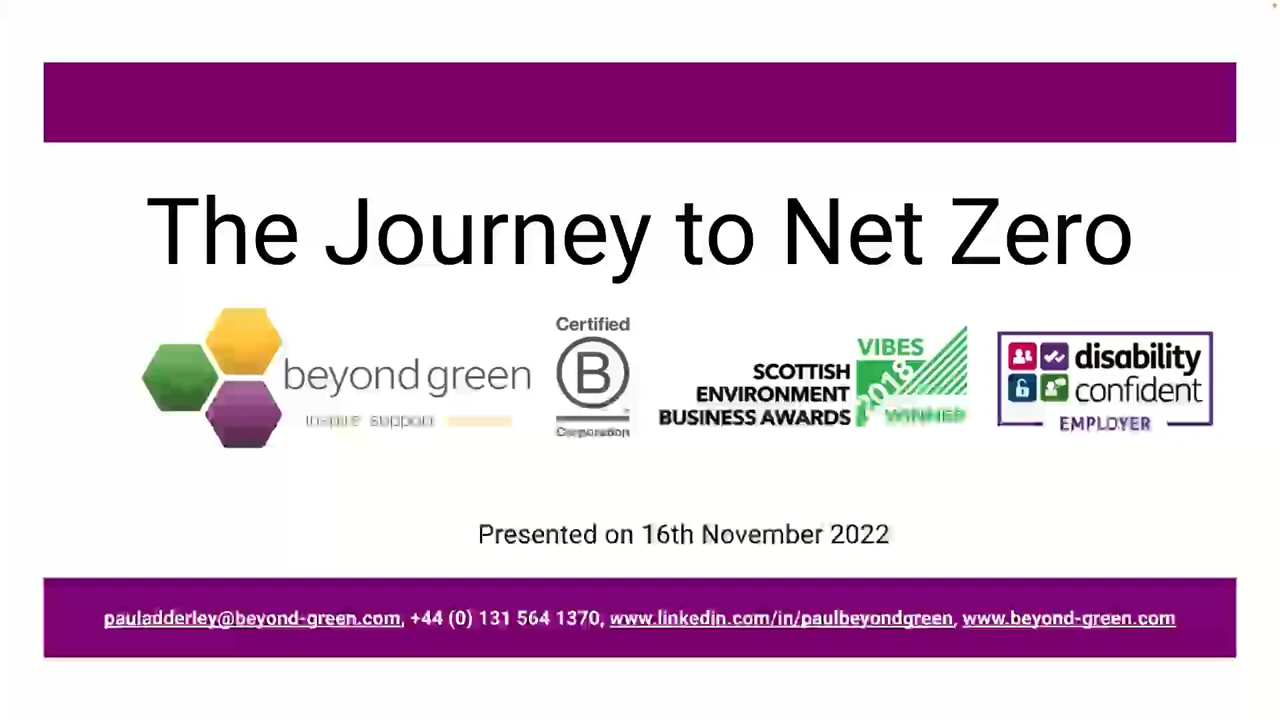 The Journey to Net Zero
beyond green
inspire support
Certified
B
Corporation
VIBES
2018
WINNER
SCOTTISH
ENVIRONMENT
BUSINESS AWARDS
disability
confident
EMPLOYER
Presented on 16th November 2022
pauladderley@beyond-green.com, +44 (0) 131 564 1370, www.linkedin.com/in/paulbeyondgreen, www.beyond-green.com